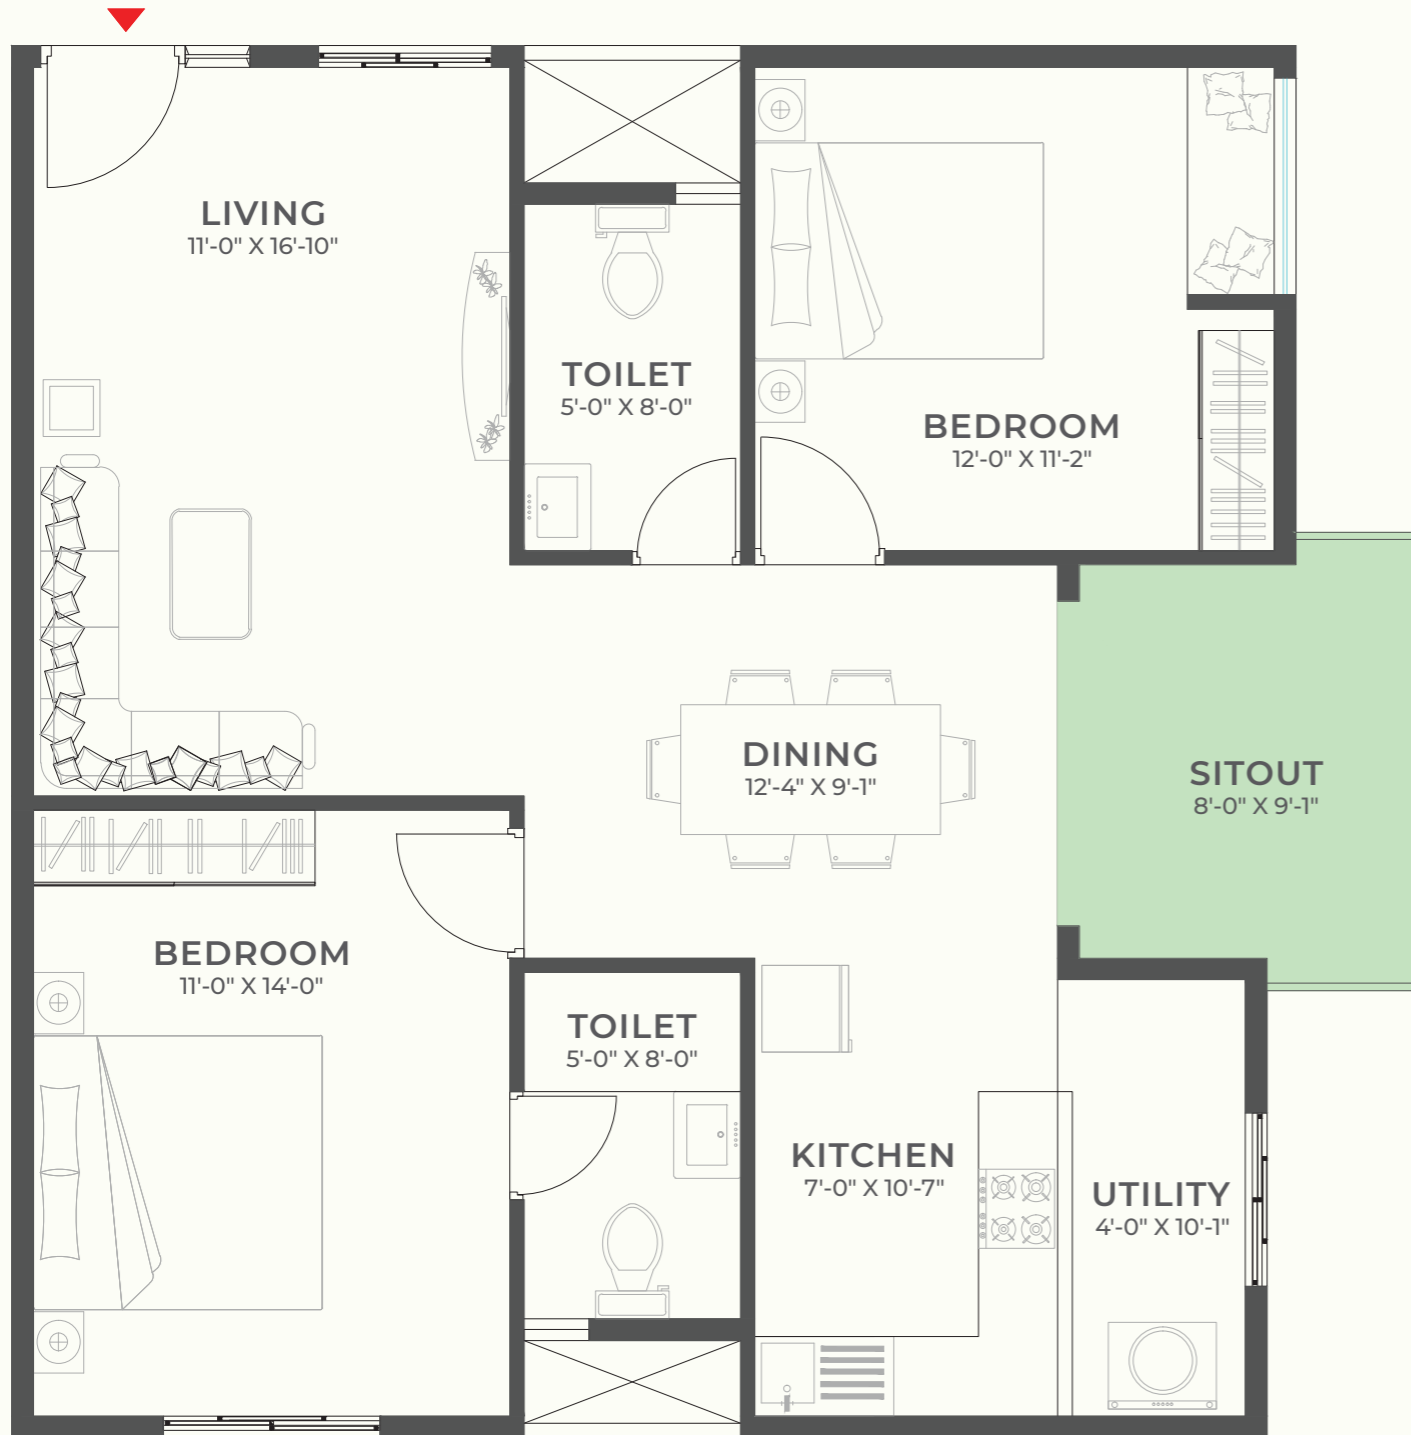 LIVING
11'-0" X 16'-10"
TOILET
5'-0" X 8'-0"
BEDROOM
12'-0" X 11'-2"
DINING
12'-4" X 9'-1"
SITOUT
8'-0" X 9'-1"
BEDROOM
11'-0" X 14'-0"
TOILET
5'-0" X 8'-0"
KITCHEN
7'-0" X 10'-7"
UTILITY
4'-0" X 10'-1"